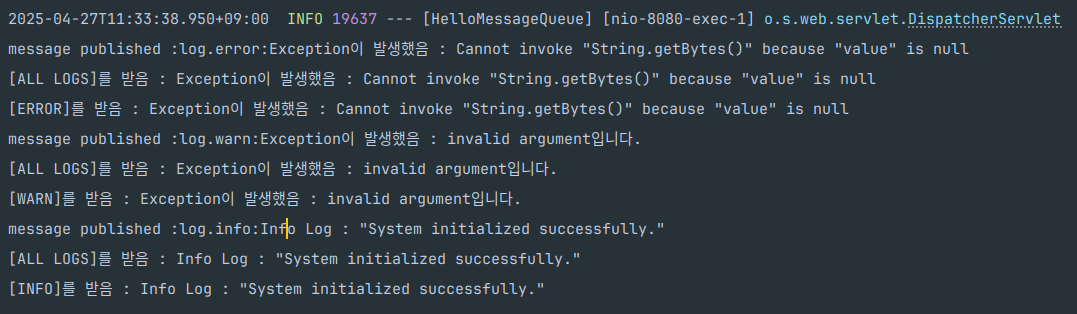 2025-04-27T11:33:38.950+09:00  INFO 19637 --- [HelloMessageQueue] [nio-8080-exec-1] o.s.web.servlet.DispatcherServlet
message published :log.error:Exception이 발생했음 : Cannot invoke "String.getBytes()" because "value" is null
[ALL LOGS]를 받음 : Exception이 발생했음 : Cannot invoke "String.getBytes()" because "value" is null
[ERROR]를 받음 : Exception이 발생했음 : Cannot invoke "String.getBytes()" because "value" is null
message published :log.warn:Exception이 발생했음 : invalid argument입니다.
[ALL LOGS]를 받음 : Exception이 발생했음 : invalid argument입니다.
[WARN]를 받음 : Exception이 발생했음 : invalid argument입니다.
message published :log.info:Info Log : "System initialized successfully."
[ALL LOGS]를 받음 : Info Log : "System initialized successfully."
[INFO]를 받음 : Info Log : "System initialized successfully."